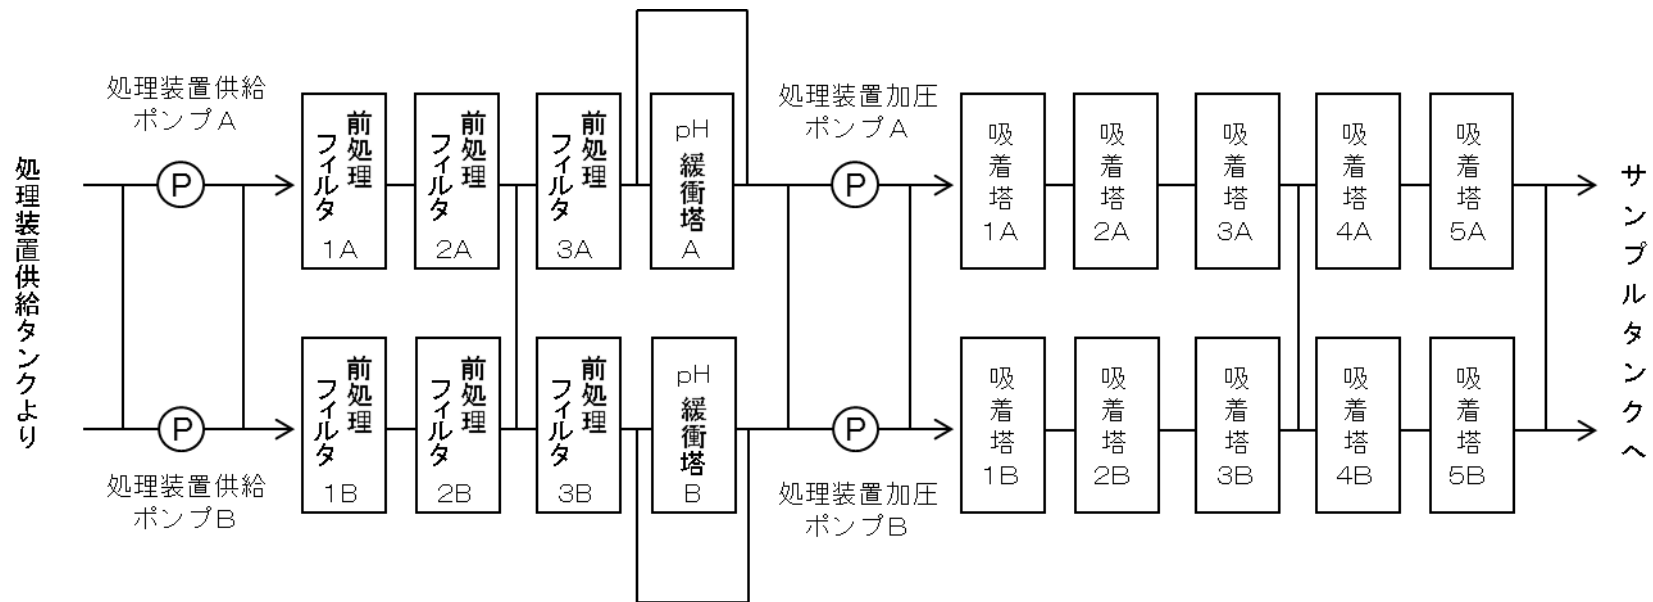 処理装置供給タンクより
処理装置供給
ポンプA
P
前処理
フィルタ
1A
前処理
フィルタ
2A
前処理
フィルタ
3A
pH
緩衝塔
A
処理装置加圧
ポンプA
P
吸着塔
1A
吸着塔
2A
吸着塔
3A
吸着塔
4A
吸着塔
5A
P
処理装置供給
ポンプB
前処理
フィルタ
1B
前処理
フィルタ
2B
前処理
フィルタ
3B
pH
緩衝塔
B
P
処理装置加圧
ポンプB
吸着塔
1B
吸着塔
2B
吸着塔
3B
吸着塔
4B
吸着塔
5B
サンプルタンクへ